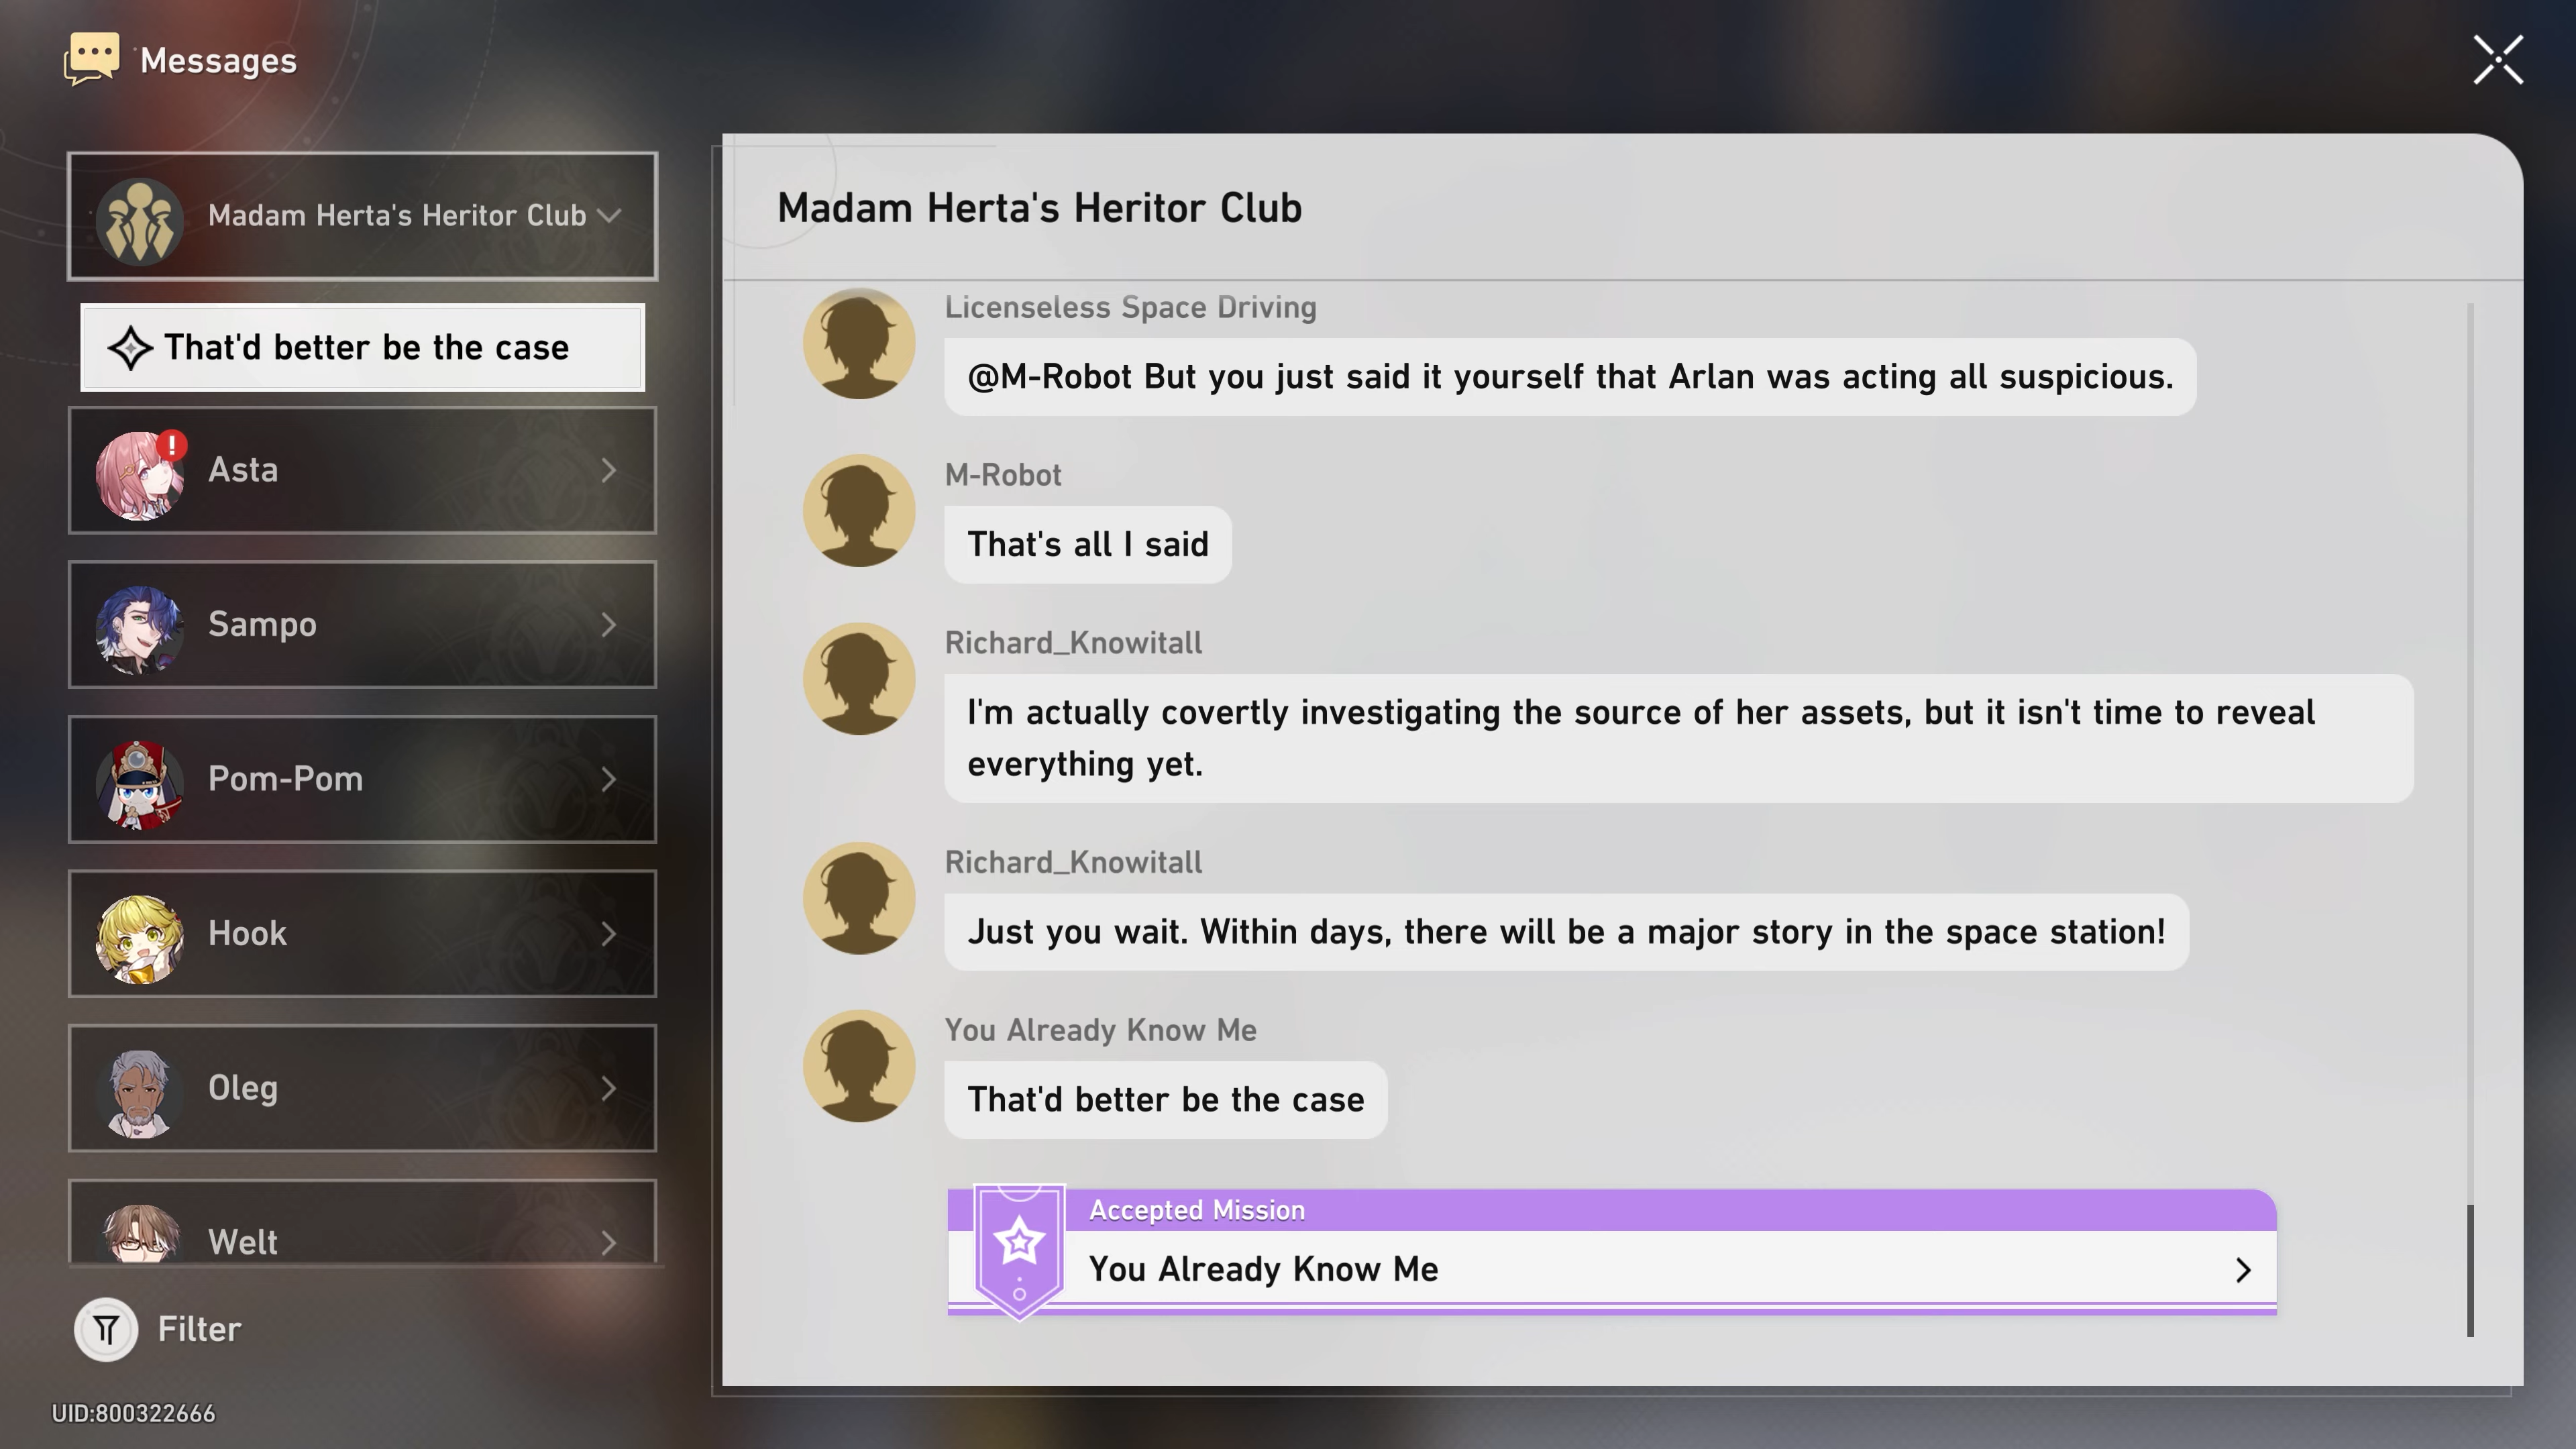 Messages
Madam Herta's Heritor Club
That'd better be the case
Asta
Sampo
Pom-Pom
Hook
Oleg
Welt
Filter
UID:800322666
Madam Herta's Heritor Club
Licenseless Space Driving
@M-Robot But you just said it yourself that Arlan was acting all suspicious.
M-Robot
That's all I said
Richard_Knowitall
I'm actually covertly investigating the source of her assets, but it isn't time to reveal
everything yet.
Richard_Knowitall
Just you wait. Within days, there will be a major story in the space station!
You Already Know Me
That'd better be the case
Accepted Mission
You Already Know Me